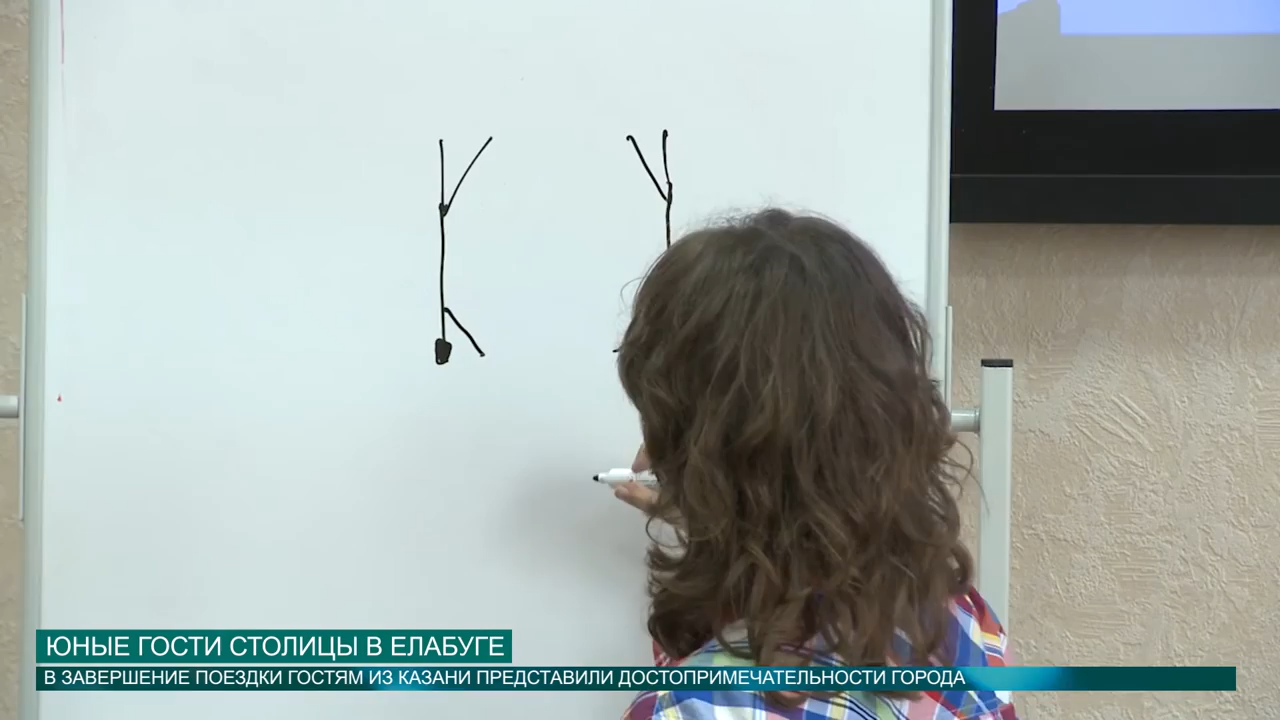 ЮНЫЕ ГОСТИ СТОЛИЦЫ В ЕЛАБУГЕ
В ЗАВЕРШЕНИЕ ПОЕЗДКИ ГОСТЯМ ИЗ КАЗАНИ ПРЕДСТАВИЛИ ДОСТОПРИМЕЧАТЕЛЬНОСТИ ГОРОДА